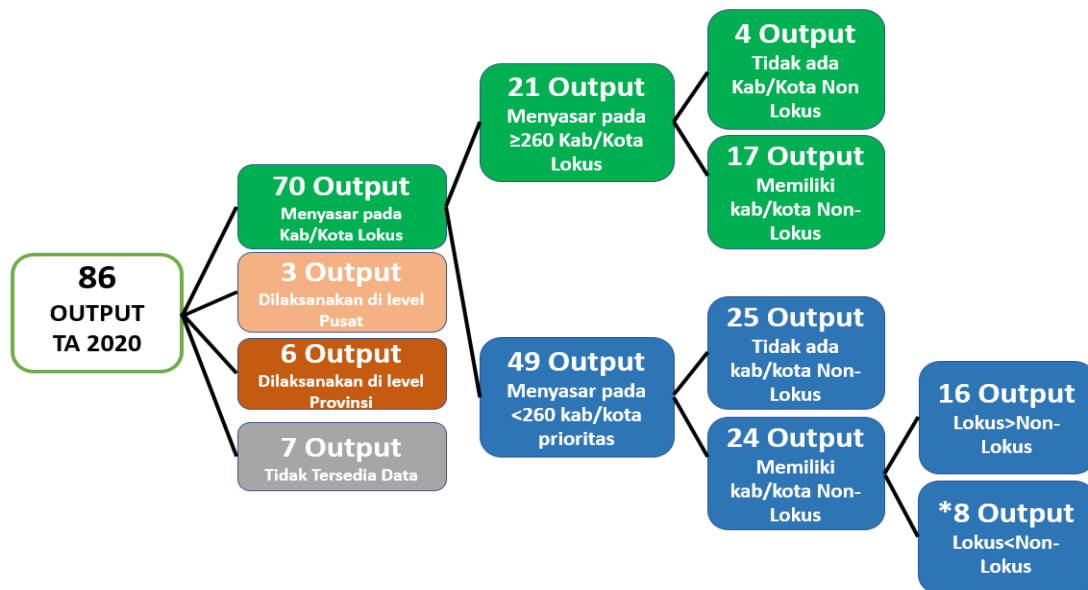 86
OUTPUT
TA 2020
70 Output
Menyasar pada
Kab/Kota Lokus
3 Output
Dilaksanakan di level
Pusat
6 Output
Dilaksanakan di level
Provinsi
7 Output
Tidak Tersedia Data
21 Output
Menyasar pada
≥260 Kab/Kota
Lokus
49 Output
Menyasar pada
<260 kab/kota
prioritas
4 Output
Tidak ada
Kab/Kota Non
Lokus
17 Output
Memiliki
kab/kota Non-
Lokus
25 Output
Tidak ada
kab/kota Non-
Lokus
24 Output
Memiliki
kab/kota Non-
Lokus
16 Output
Lokus>Non-
Lokus
*8 Output
Lokus<Non-
Lokus